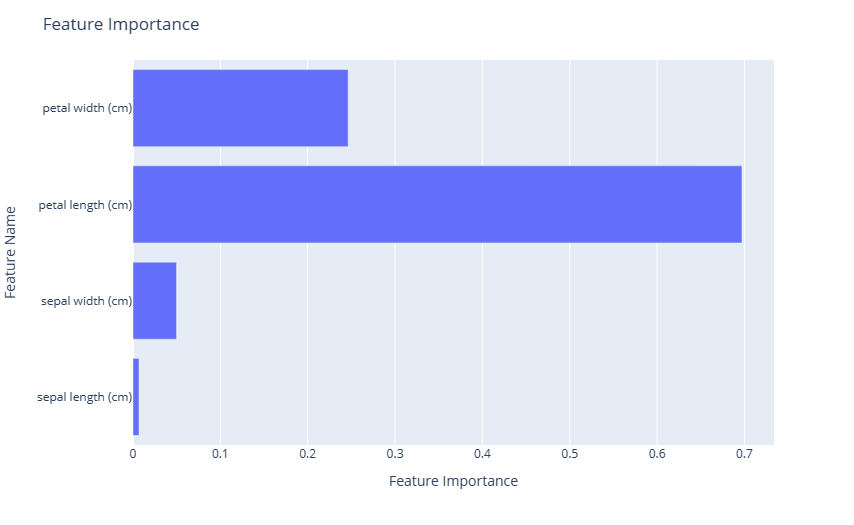 Feature Importance
Feature Name
petal width (cm)
petal length (cm)
sepal width (cm)
sepal length (cm)
0 0.1 0.2 0.3 0.4 0.5 0.6 0.7
Feature Importance